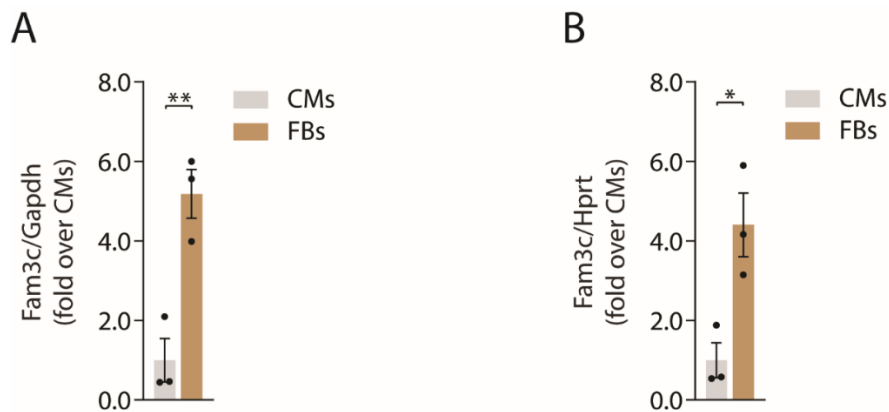 A
8.0
6.0
4.0
2.0
0.0
Fam3c/Gapdh
(fold over CMs)
**
CMs
FBs
B
8.0
6.0
4.0
2.0
0.0
Fam3c/Hprt
(fold over CMs)
*
CMs
FBs